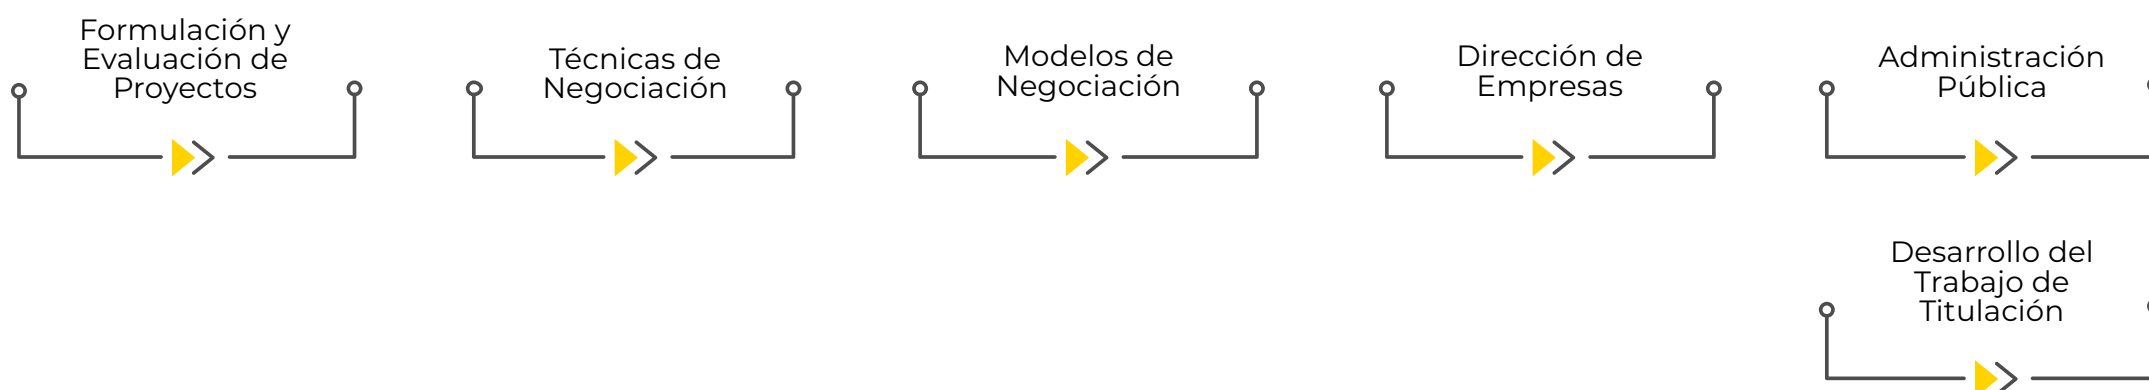 Formulación y
Evaluación de
Proyectos
Técnicas de
Negociación
Modelos de
Negociación
Dirección de
Empresas
Administración
Pública
Desarrollo del
Trabajo de
Titulación